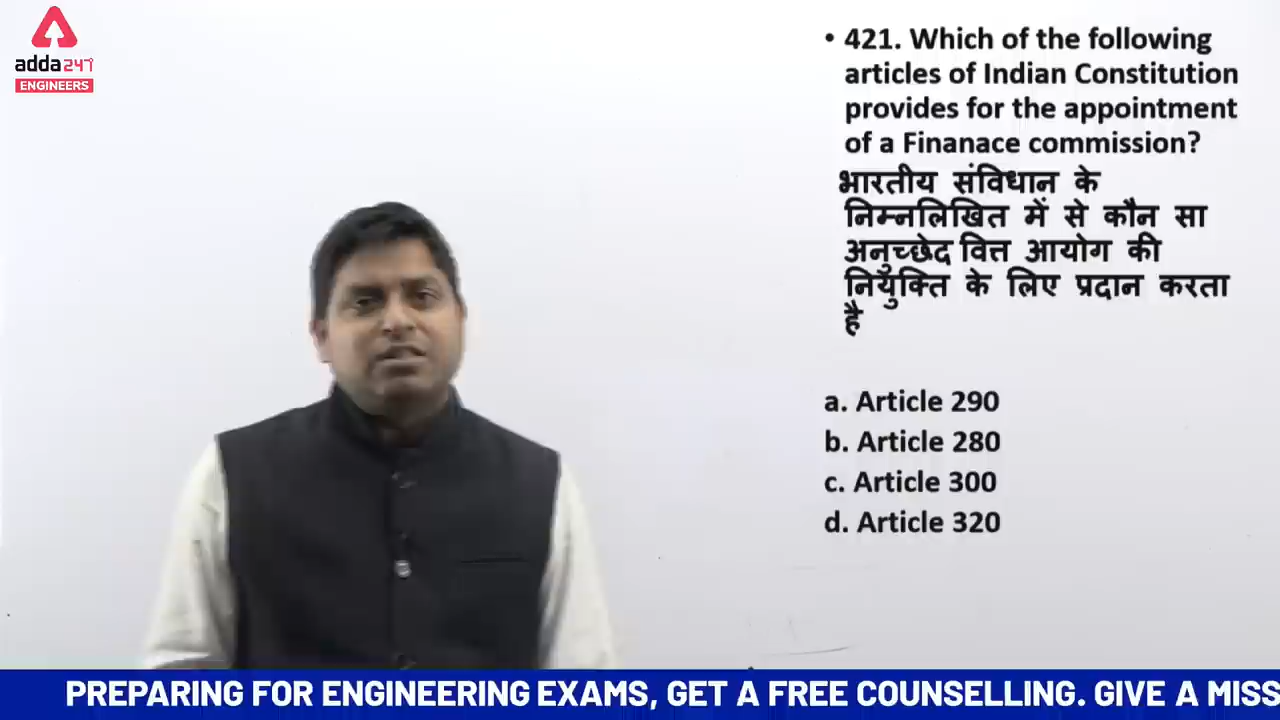 adda247
ENGINEERS
• 421. Which of the following
articles of Indian Constitution
provides for the appointment
of a Finanace commission?
भारतीय संविधान के
निम्नलिखित में से कौन सा
अनुच्छेद वित्त आयोग की
नियुक्ति के लिए प्रदान करता
है
a. Article 290
b. Article 280
c. Article 300
d. Article 320
PREPARING FOR ENGINEERING EXAMS, GET A FREE COUNSELLING. GIVE A MISS